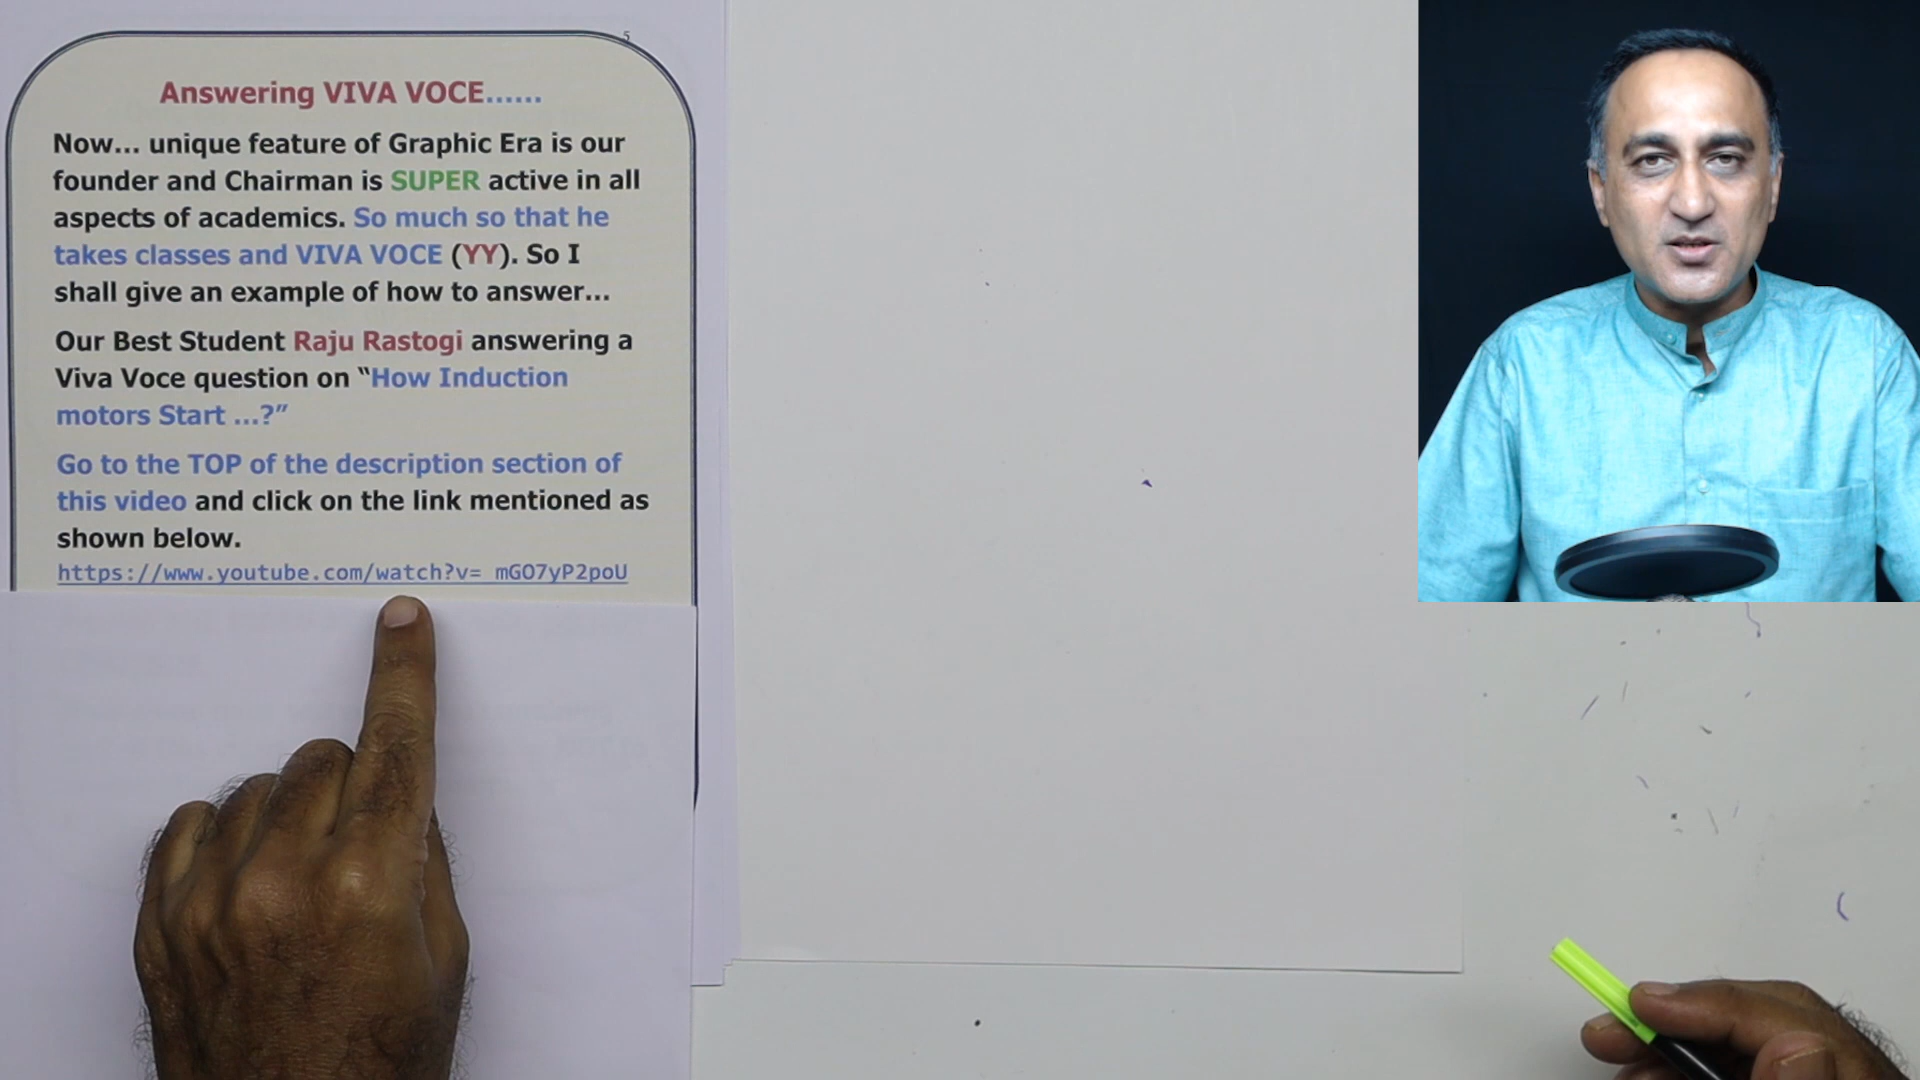 5
Answering VIVA VOCE......
Now... unique feature of Graphic Era is our
founder and Chairman is SUPER active in all
aspects of academics. So much so that he
takes classes and VIVA VOCE (YY). So I
shall give an example of how to answer...
Our Best Student Raju Rastogi answering a
Viva Voce question on “How Induction
motors Start ...?”
Go to the TOP of the description section of
this video and click on the link mentioned as
shown below.
https://www.youtube.com/watch?v=_mGO7yP2poU